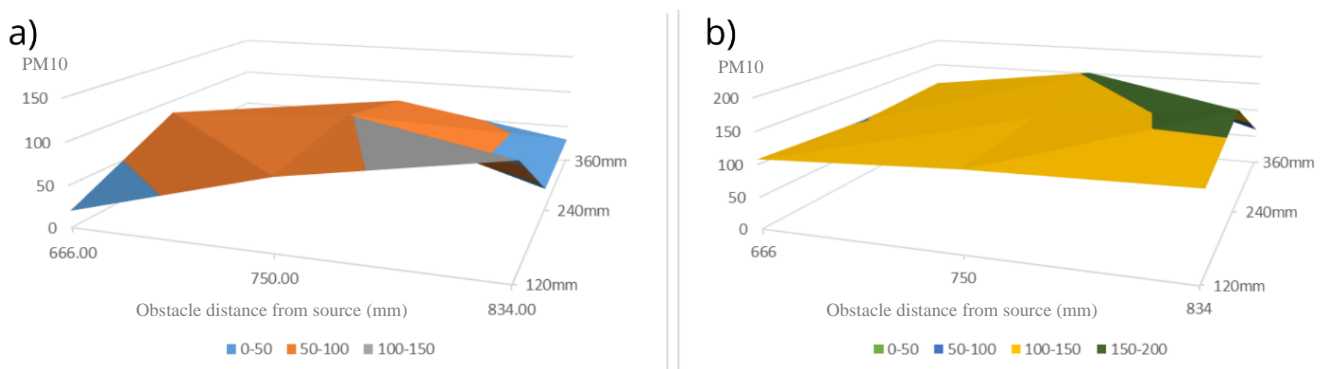 a)
PM10
150
100
50
0
666.00
750.00
834.00
120mm
240mm
360mm
Obstacle distance from source (mm)
0-50 50-100 100-150
b)
PM10
200
150
100
50
0
666
750
834
120mm
240mm
360mm
Obstacle distance from source (mm)
0-50 50-100 100-150 150-200